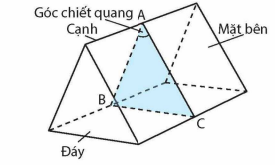 Góc chiết quang A
Cạnh
Mặt bên
B
C
Đáy